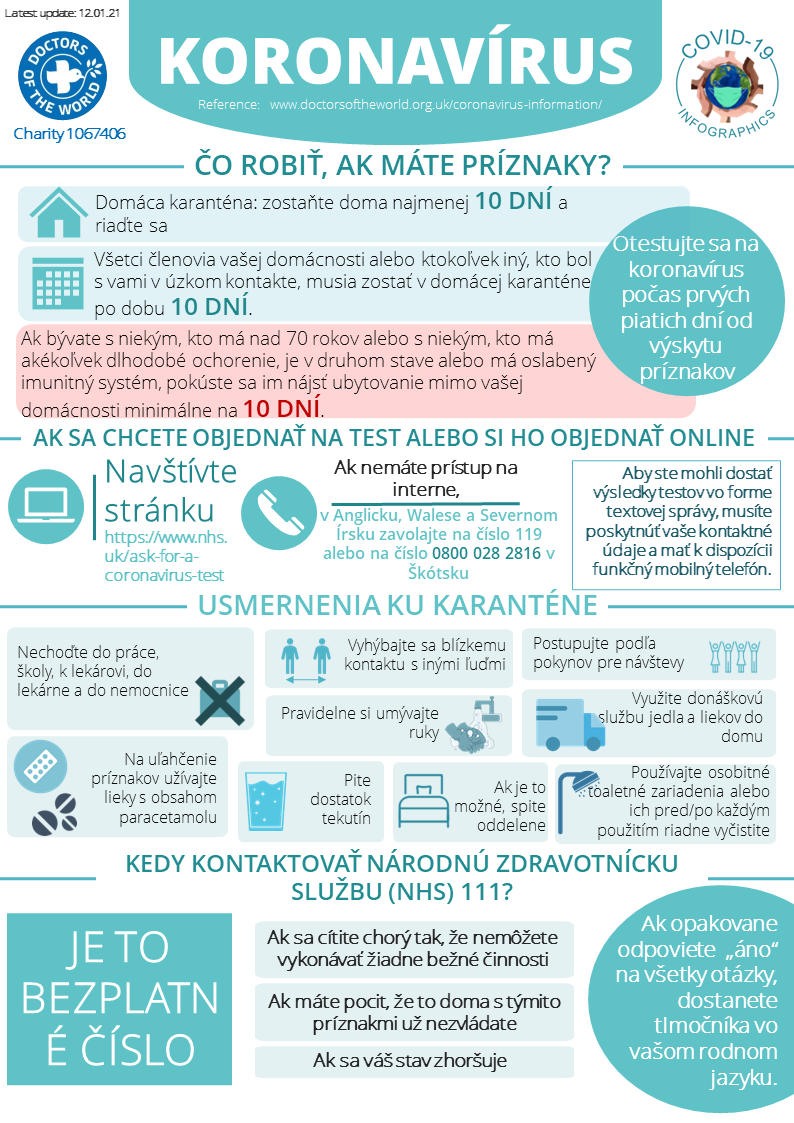 Latest update: 12.01.21
DOCTORS OF THE WORLD
Charity 1067406
KORONAVÍRUS
Reference: www.doctorsoftheworld.org.uk/coronavirus-information/
COVID-19
INFOGRAPHICS
ČO ROBIŤ, AK MÁTE PRÍZNAKY?
Domáca karanténa: zostaňte doma najmenej 10 DNÍ a
riaďte sa
Všetci členovia vašej domácnosti alebo ktokoľvek iný, kto bol
s vami v úzkom kontakte, musia zostať v domácej karanténe
po dobu 10 DNÍ.
Ak bývate s niekým, kto má nad 70 rokov alebo s niekým, kto má
akékoľvek dlhodobé ochorenie, je v druhom stave alebo má oslabený
imunitný systém, pokúste sa im nájsť ubytovanie mimo vašej
domácnosti minimálne na 10 DNÍ.
Otestujte sa na
koronavírus
počas prvých
piatich dní od
výskytu
príznakov
AK SA CHCETE OBJEDNAŤ NA TEST ALEBO SI HO OBJEDNAŤ ONLINE
Navštívte
stránku
https://www.nhs.
uk/ask-for-a-
coronavirus-test
Ak nemáte prístup na
interne,
v Anglicku, Walese a Severnom
Írsku zavolajte na číslo 119
alebo na číslo 0800 028 2816 v
Škótsku
Aby ste mohli dostať
výsledky testov vo forme
textovej správy, musíte
poskytnúť vaše kontaktné
údaje a mať k dispozícii
funkčný mobilný telefón.
USMERNENIA KU KARANTÉNE
Nechoďte do práce,
školy, k lekárovi, do
lekárne a do nemocnice
Vyhýbajte sa blízkemu
kontaktu s inými ľuďmi
Postupujte podľa
pokynov pre návštevy
Pravidelne si umývajte
ruky
Využite donáškovú
službu jedla a liekov do
domu
Na uľahčenie
príznakov užívajte
lieky s obsahom
paracetamolu
Pite
dostatok
tekutín
Ak je to
možné, spite
oddelene
Používajte osobitné
toaletné zariadenia alebo
ich pred/po každým
použitím riadne vyčistite
KEDY KONTAKTOVAŤ NÁRODNÚ ZDRAVOTNÍCKU
SLUŽBU (NHS) 111?
JE TO
BEZPLATN
É ČÍSLO
Ak sa cítite chorý tak, že nemôžete
vykonávať žiadne bežné činnosti
Ak máte pocit, že to doma s týmito
príznakmi už nezvládate
Ak sa váš stav zhoršuje
Ak opakovane
odpoviete „áno“
na všetky otázky,
dostanete
tlmočníka vo
vašom rodnom
jazyku.